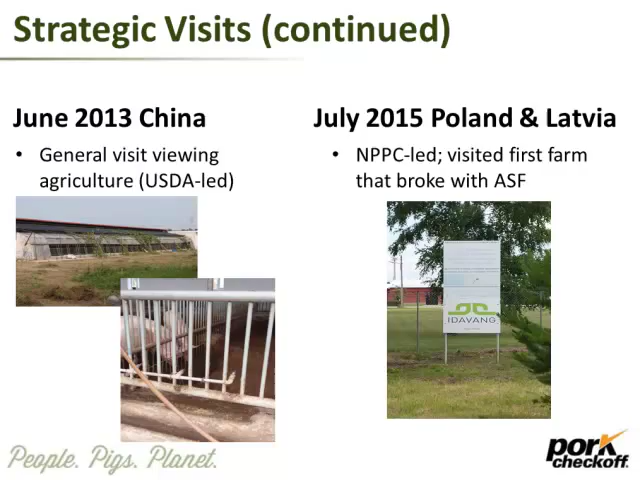 Strategic Visits (continued)
June 2013 China
• General visit viewing
agriculture (USDA-led)
July 2015 Poland & Latvia
• NPPC-led; visited first farm
that broke with ASF
IDAVANG
People. Pigs. Planet.
pork
checkoff.